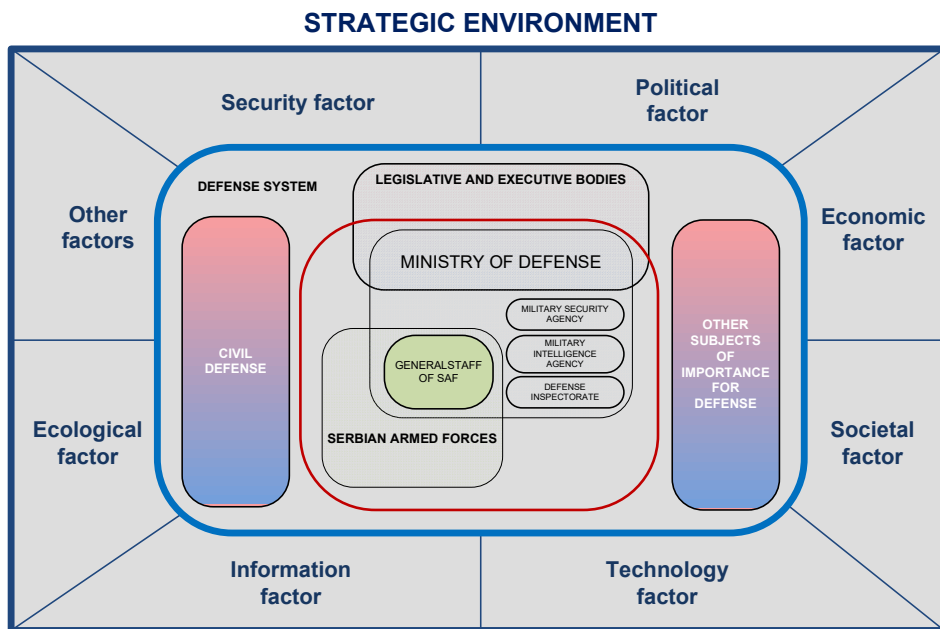 STRATEGIC ENVIRONMENT
Security factor
Political
factor
Other
factors
Economic
factor
DEFENSE SYSTEM
LEGISLATIVE AND EXECUTIVE BODIES
MINISTRY OF DEFENSE
MILITARY SECURITY
AGENCY
MILITARY
INTELLIGENCE
AGENCY
DEFENSE
INSPECTORATE
CIVIL
DEFENSE
GENERALSTAFF
OF SAF
SERBIAN ARMED FORCES
OTHER
SUBJECTS
OF
IMPORTANCE
FOR
DEFENSE
Ecological
factor
Societal
factor
Information
factor
Technology
factor